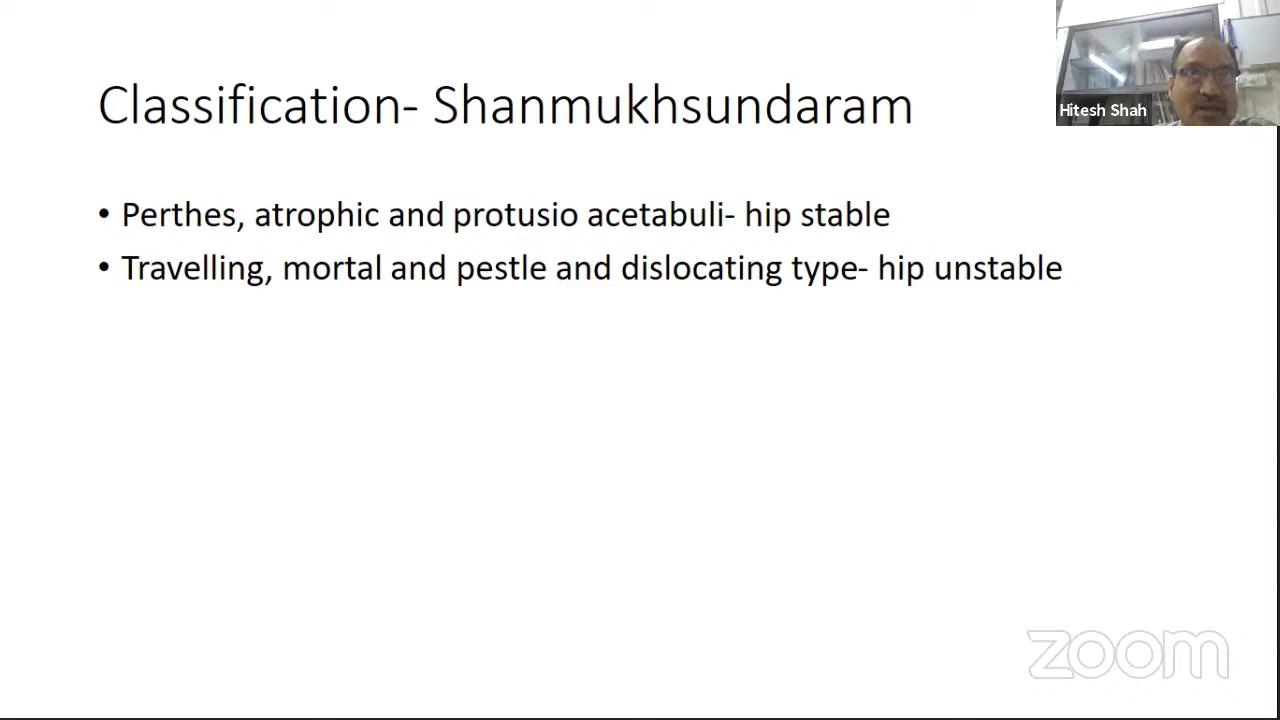 Classification- Shanmukhsundaram
Hitesh Shah
• Perthes, atrophic and protusio acetabuli- hip stable
• Travelling, mortal and pestle and dislocating type- hip unstable
zoom